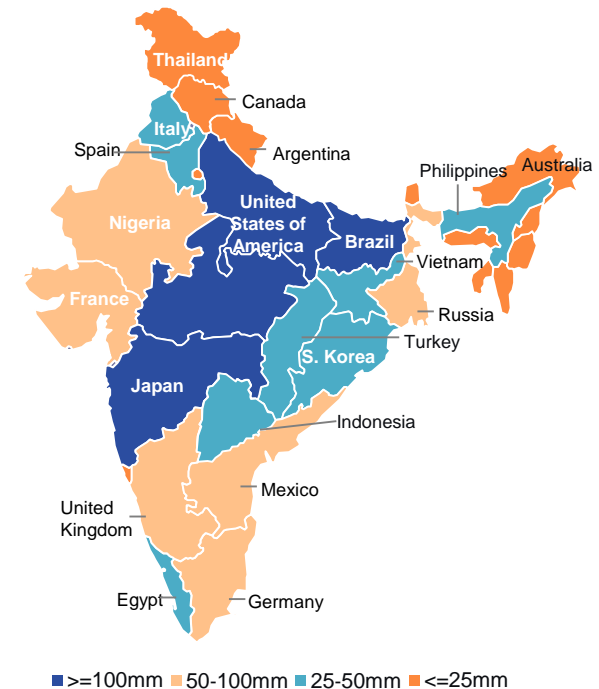 Thailand
Canada
Italy
Spain
Argentina
Philippines
Australia
United
States of
America
Nigeria
Brazil
Vietnam
France
Russia
Turkey
S. Korea
Japan
Indonesia
Mexico
United
Kingdom
Egypt
Germany
>=100mm 50-100mm 25-50mm <=25mm